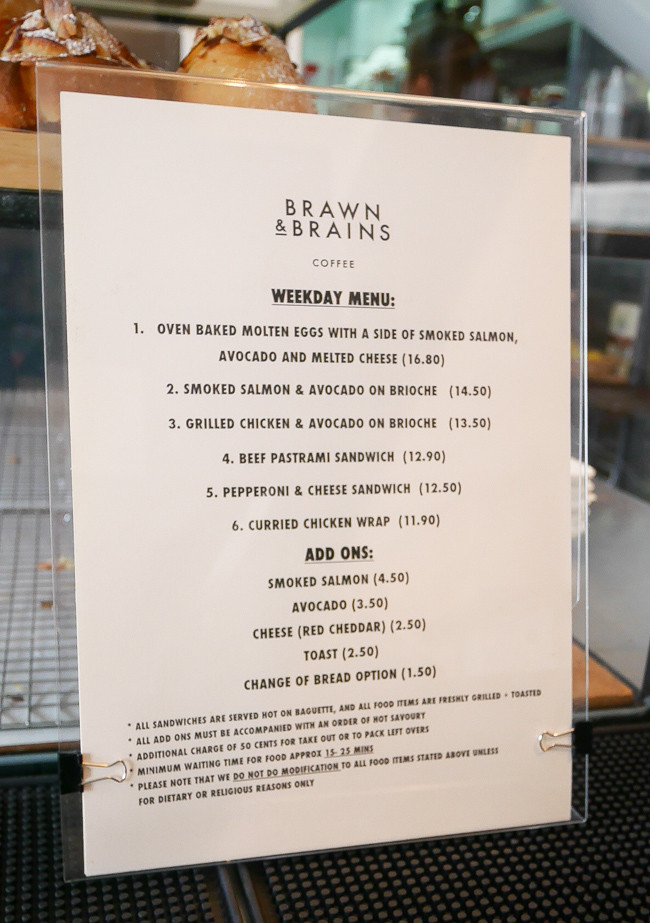 BRAWN
&BRAINS
COFFEE
WEEKDAY MENU:
1. OVEN BAKED MOLTEN EGGS WITH A SIDE OF SMOKED SALMON,
AVOCADO AND MELTED CHEESE (16.80)
2. SMOKED SALMON & AVOCADO ON BRIOCHE (14.50)
3. GRILLED CHICKEN & AVOCADO ON BRIOCHE (13.50)
4. BEEF PASTRAMI SANDWICH (12.90)
5. PEPPERONI & CHEESE SANDWICH (12.50)
6. CURRIED CHICKEN WRAP (11.90)
ADD ONS:
SMOKED SALMON (4.50)
AVOCADO (3.50)
CHEESE (RED CHEDDAR) (2.50)
TOAST (2.50)
CHANGE OF BREAD OPTION (1.50)
* ALL SANDWICHES ARE SERVED HOT ON BAGUETTE, AND ALL FOOD ITEMS ARE FRESHLY GRILLED + TOASTED
* ALL ADD ONS MUST BE ACCOMPANIED WITH AN ORDER OF HOT SAVOURY
* ADDITIONAL CHARGE OF 50 CENTS FOR TAKE OUT OR TO PACK LEFT OVERS
* MINIMUM WAITING TIME FOR FOOD APPROX 15- 25 MINS
* PLEASE NOTE THAT WE DO NOT DO MODIFICATION TO ALL FOOD ITEMS STATED ABOVE UNLESS
FOR DIETARY OR RELIGIOUS REASONS ONLY